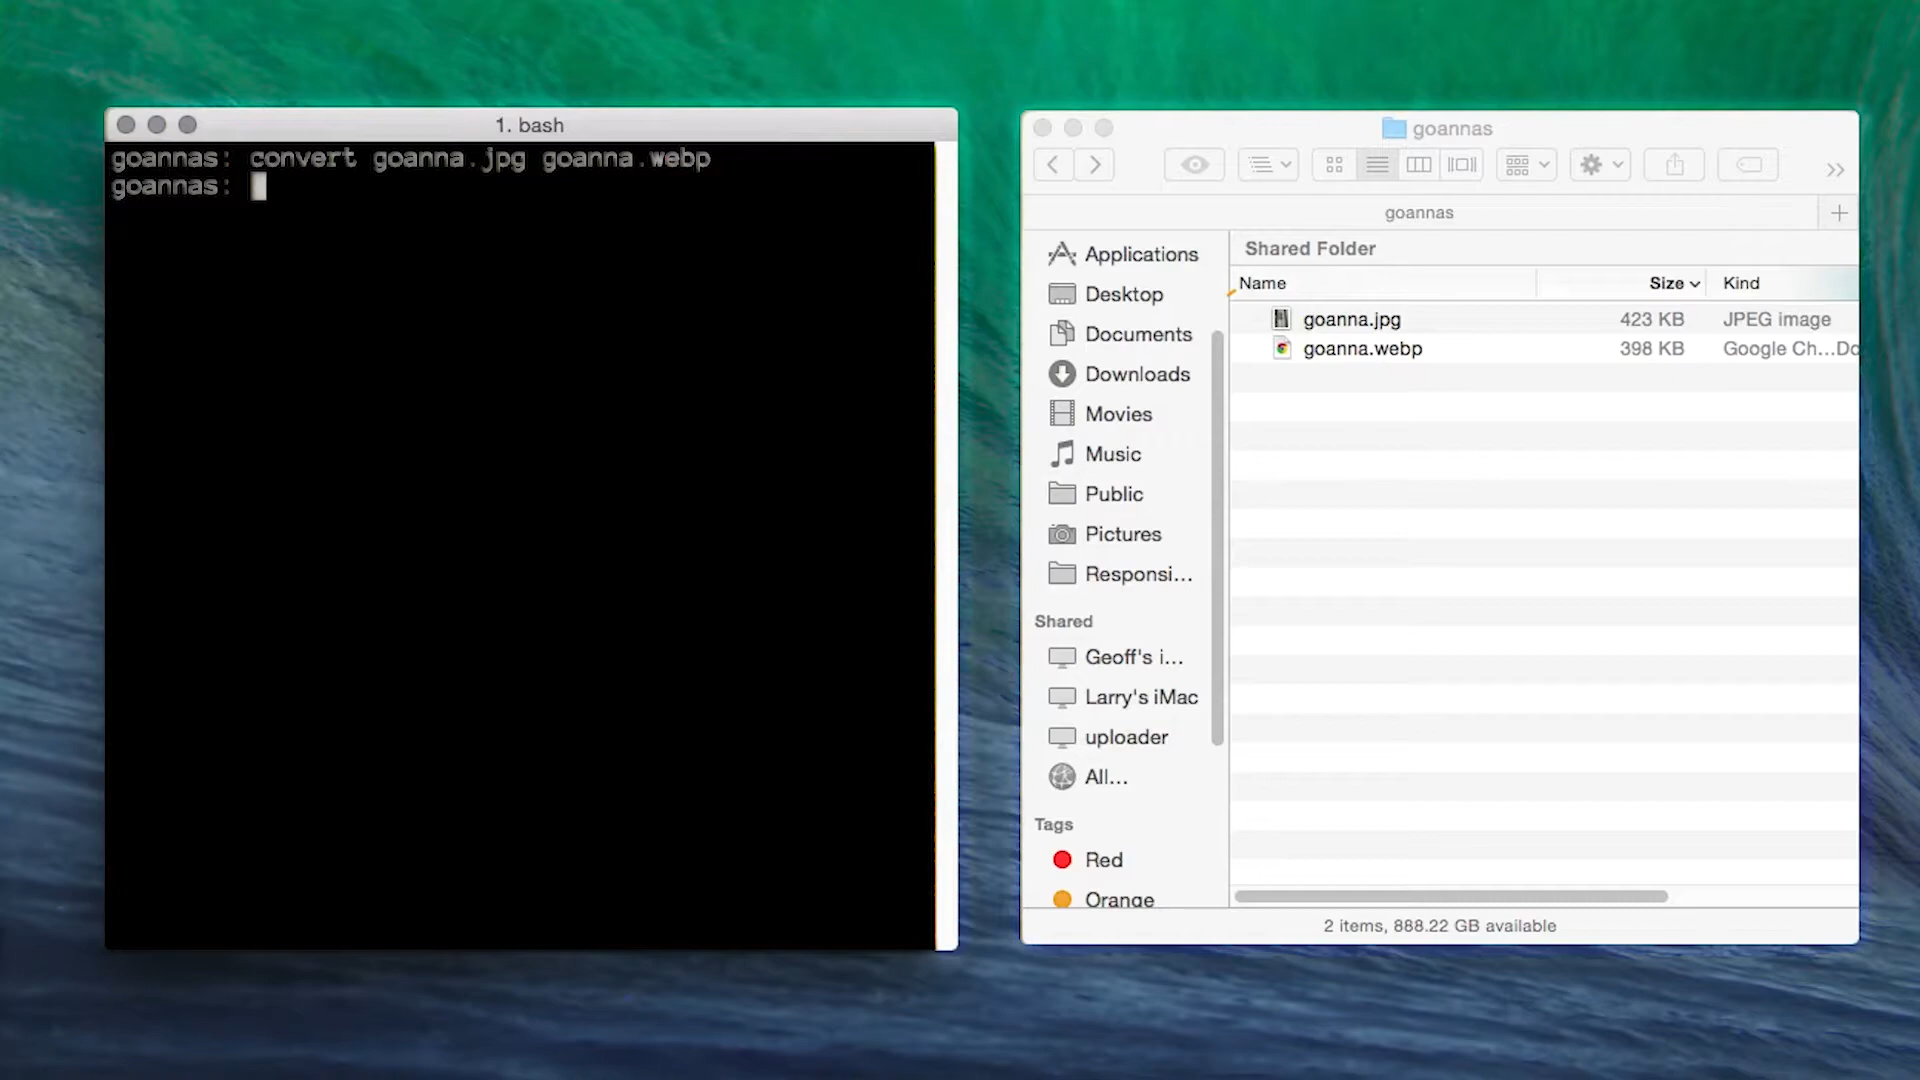 1. bash
goannas: convert goanna.jpg goanna.webp
goannas:
goannas
goannas
Applications
Desktop
Documents
Downloads
Movies
Music
Public
Pictures
Responsi...
Shared
Geoff's i...
Larry's iMac
uploader
All...
Tags
Red
Orange
Shared Folder
Name Size Kind
goanna.jpg 423 KB JPEG image
goanna.webp 398 KB Google Ch...Do
2 items, 888.22 GB available